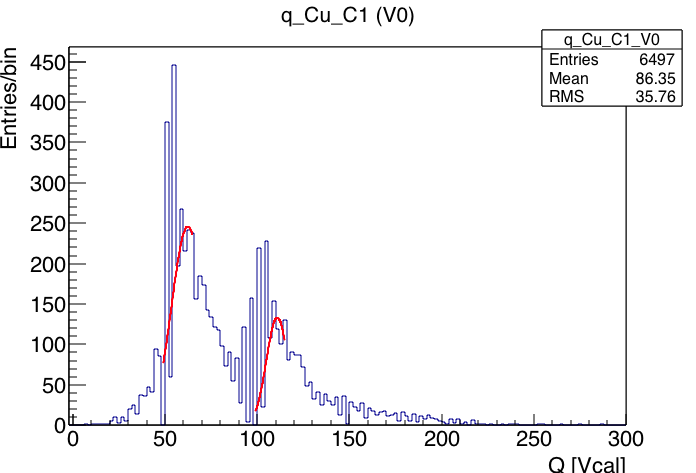 q_Cu_C1 (V0)
q_Cu_C1_V0
Entries 6497
Mean 86.35
RMS 35.76
Entries/bin
450
400
350
300
250
200
150
100
50
0
0 50 100 150 200 250 300
Q [Vcal]